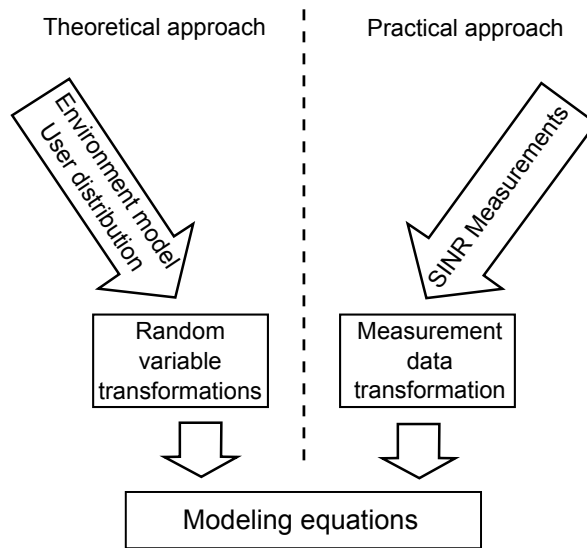 Theoretical approach
Practical approach
Environment model
User distribution
SINR Measurements
Random
variable
transformations
Measurement
data
transformation
Modeling equations